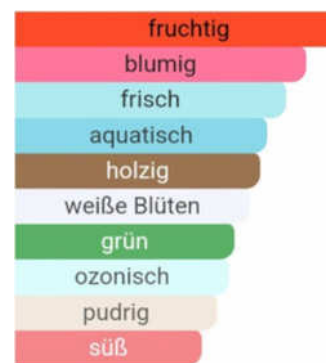 fruchtig
blumig
frisch
aquatisch
holzig
weiße Blüten
grün
ozonisch
pudrig
süß